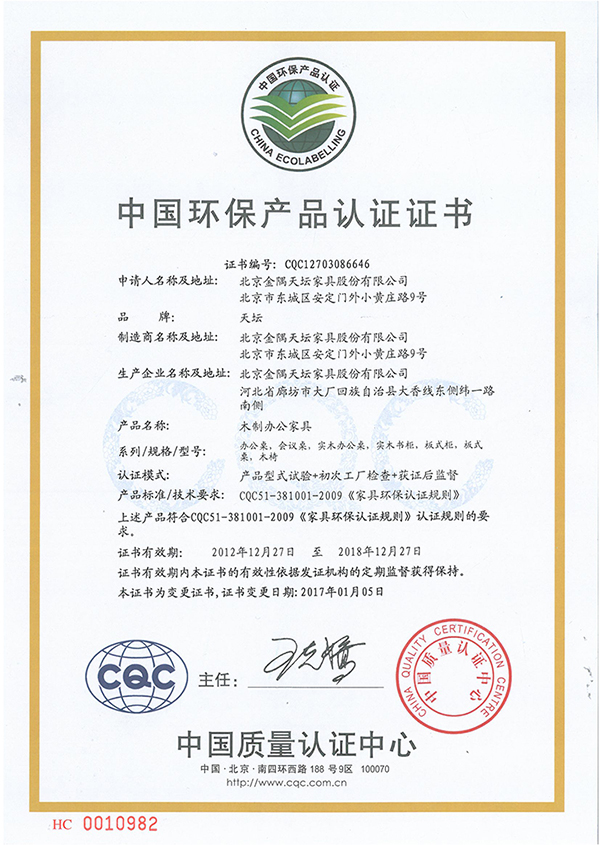 中国环保产品认证
CHINA ECOLABELLING
中国环保产品认证证书
证书编号: CQC12703086646
申请人名称及地址: 北京金隅天坛家具股份有限公司
北京市东城区安定门外小黄庄路9号
品 牌: 天坛
制造商名称及地址: 北京金隅天坛家具股份有限公司
北京市东城区安定门外小黄庄路9号
生产企业名称及地址: 北京金隅天坛家具股份有限公司
河北省廊坊市大厂回族自治县大香线东侧纬一路
南侧
产品名称: 木制办公家具
系列/规格/型号: 办公桌, 会议桌, 实木办公桌, 实木书柜, 板式柜, 板式
桌, 木椅
认证模式: 产品型式试验+初次工厂检查+获证后监督
产品标准/技术要求: CQC51-381001-2009《家具环保认证规则》
上述产品符合CQC51-381001-2009《家具环保认证规则》认证规则的要
求。
证书有效期: 2012年12月27日 至 2018年12月27日
证书有效期内本证书的有效性依据发证机构的定期监督获得保持。
本证书为变更证书, 证书变更日期: 2017年01月05日
CQC
主任:
CHINA QUALITY CERTIFICATION CENTRE
中国质量认证中心
中国质量认证中心
中国·北京·南四环西路 188 号 9区 100070
http://www.cqc.com.cn
HC 0010982